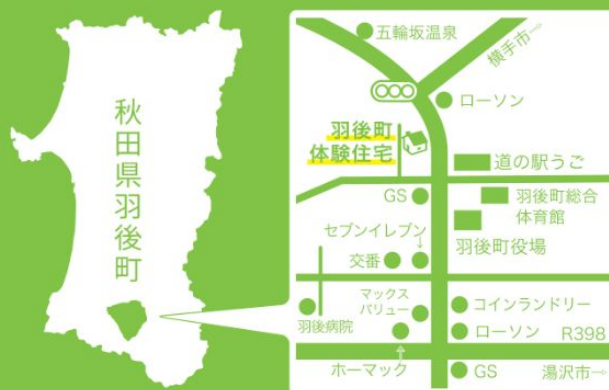 秋田県羽後町
五輪坂温泉
横手市→
ローソン
羽後町
体験住宅
道の駅うご
GS
羽後町総合
体育館
セブンイレブン
↓
羽後町役場
交番
マックス
バリュー
コインランドリー
羽後病院
ローソン
R398
ホーマック
↑
GS
湯沢市→